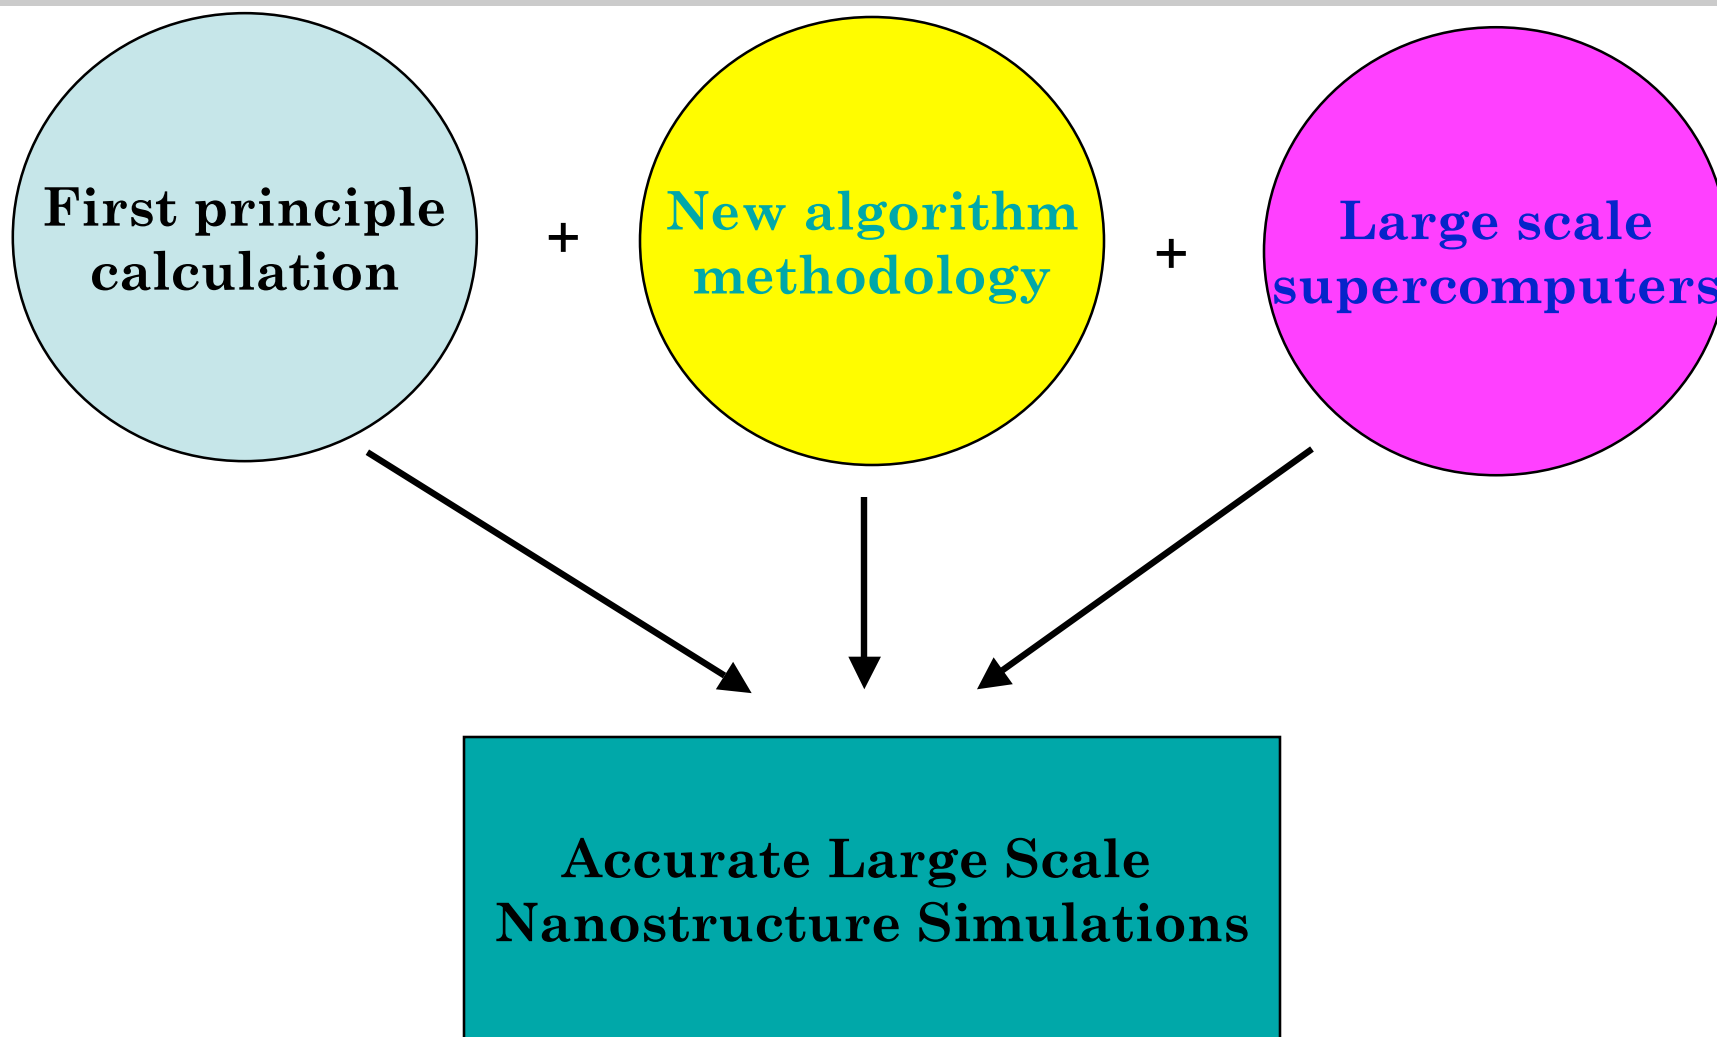 First principle
calculation
+
New algorithm
methodology
+
Large scale
supercomputers
Accurate Large Scale
Nanostructure Simulations